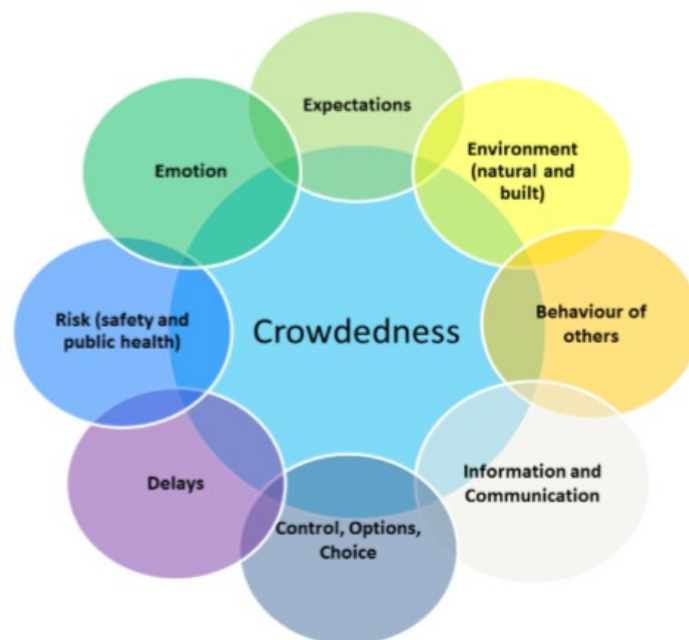 Expectations
Environment
(natural and
built)
Behaviour of
others
Information and
Communication
Control, Options,
Choice
Delays
Risk (safety and
public health)
Emotion
Crowdedness